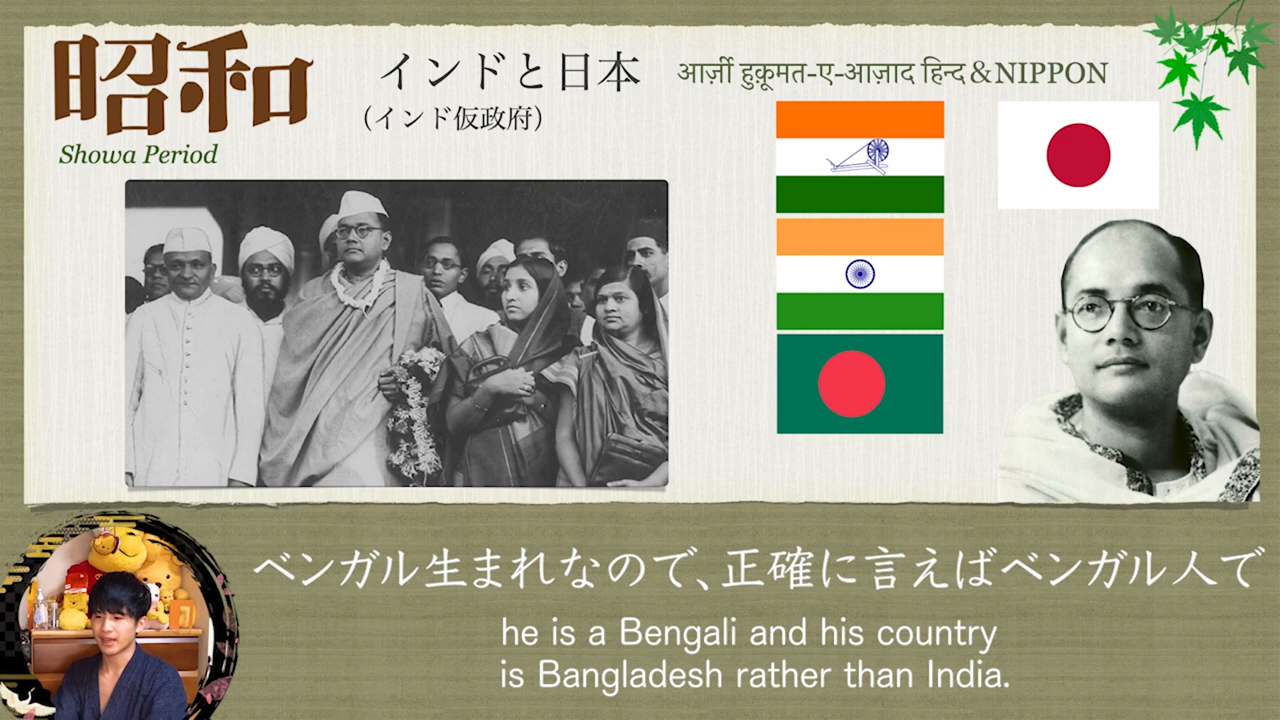 昭和
Showa Period
インドと日本
(インド仮政府)
आर्ज़ी हुक़ूमत-ए-आज़ाद हिन्द＆NIPPON
ベンガル生まれなので、正確に言えばベンガル人で
he is a Bengali and his country
is Bangladesh rather than India.